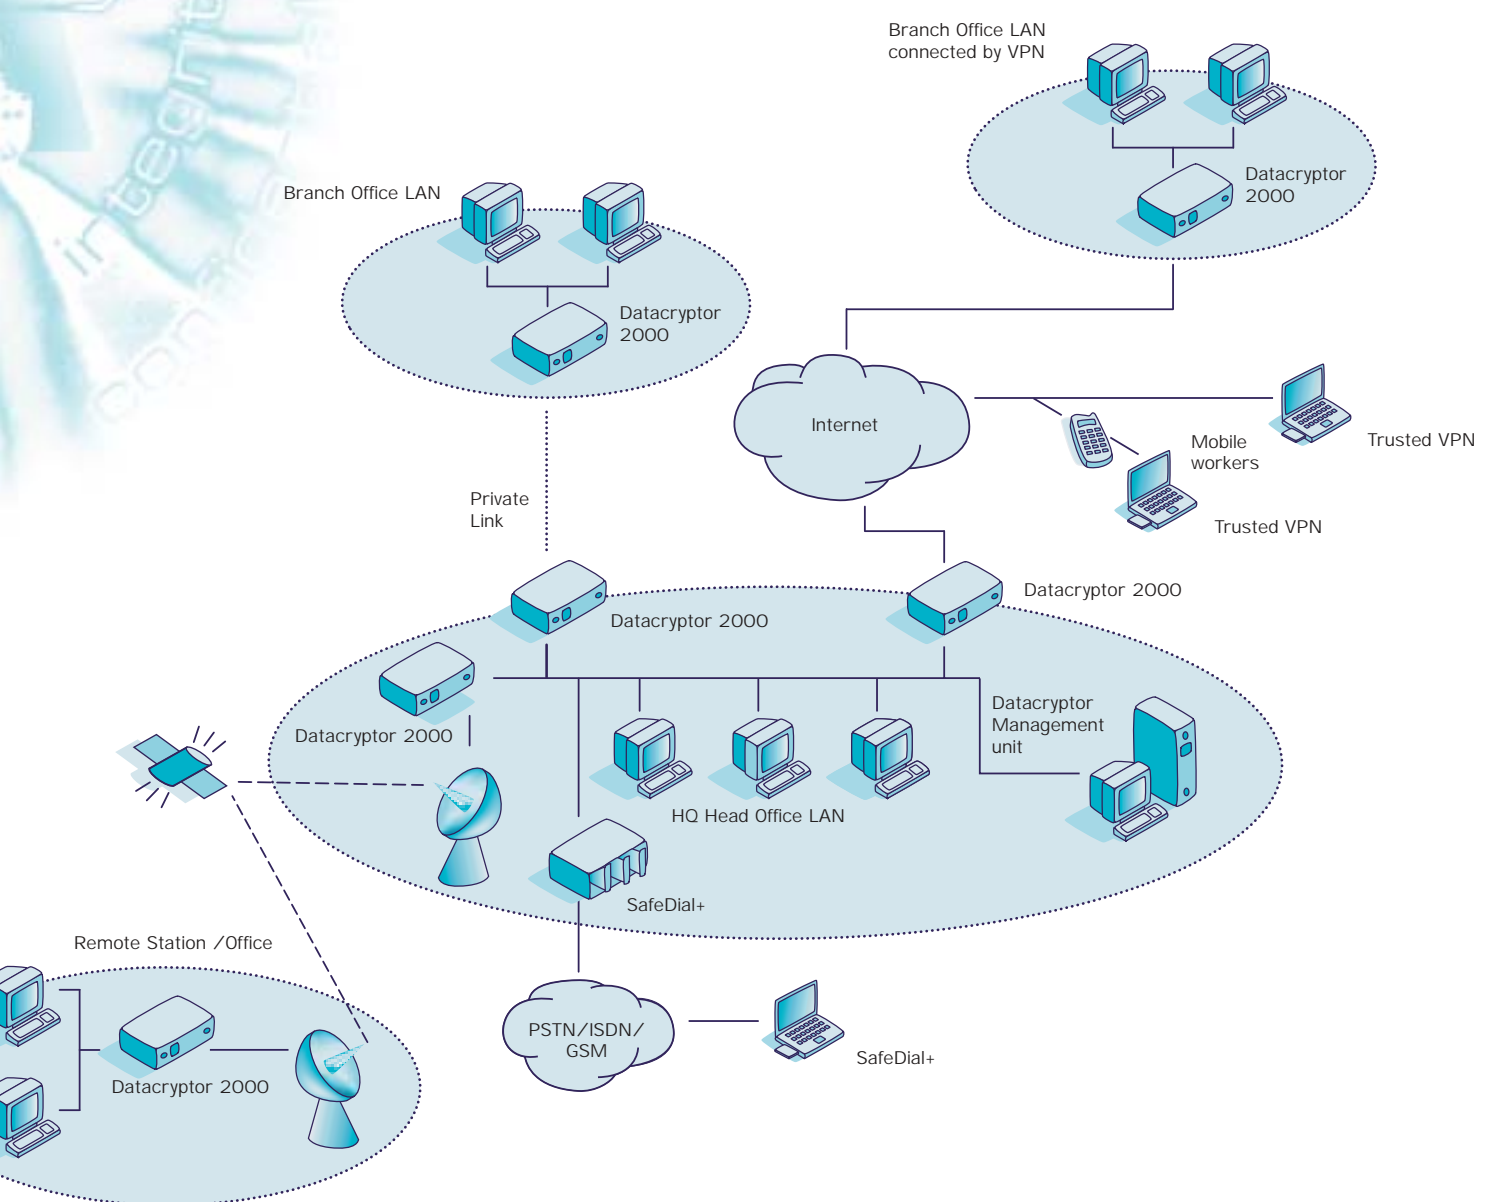 Branch Office LAN
connected by VPN
Datacryptor
2000
Branch Office LAN
Datacryptor
2000
Internet
Mobile
workers
Trusted VPN
Trusted VPN
Private
Link
Datacryptor 2000
Datacryptor 2000
Datacryptor 2000
Datacryptor
Management
unit
HQ Head Office LAN
SafeDial+
Remote Station /Office
Datacryptor 2000
PSTN/ISDN/
GSM
SafeDial+